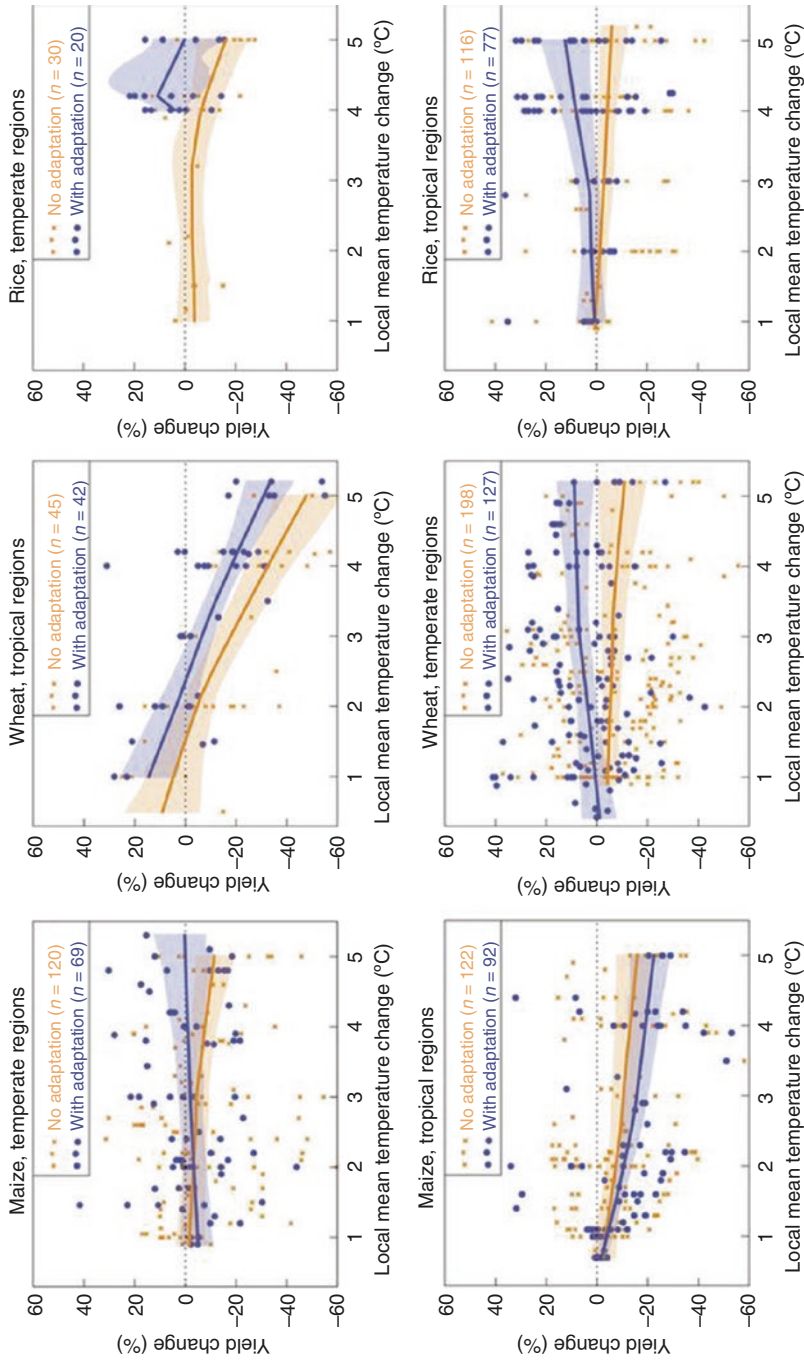 Maize, temperate regions
No adaptation (n = 120)
With adaptation (n = 69)
60
40
20
0
−20
−40
−60
Yield change (%)
1 2 3 4 5
Local mean temperature change (ºC)
Wheat, tropical regions
No adaptation (n = 45)
With adaptation (n = 42)
60
40
20
0
−20
−40
−60
Yield change (%)
1 2 3 4 5
Local mean temperature change (ºC)
Rice, temperate regions
No adaptation (n = 30)
With adaptation (n = 20)
60
40
20
0
−20
−40
−60
Yield change (%)
1 2 3 4 5
Local mean temperature change (ºC)
Maize, tropical regions
No adaptation (n = 122)
With adaptation (n = 92)
60
40
20
0
−20
−40
−60
Yield change (%)
1 2 3 4 5
Local mean temperature change (ºC)
Wheat, temperate regions
No adaptation (n = 198)
With adaptation (n = 127)
60
40
20
0
−20
−40
−60
Yield change (%)
1 2 3 4 5
Local mean temperature change (ºC)
Rice, tropical regions
No adaptation (n = 116)
With adaptation (n = 77)
60
40
20
0
−20
−40
−60
Yield change (%)
1 2 3 4 5
Local mean temperature change (ºC)